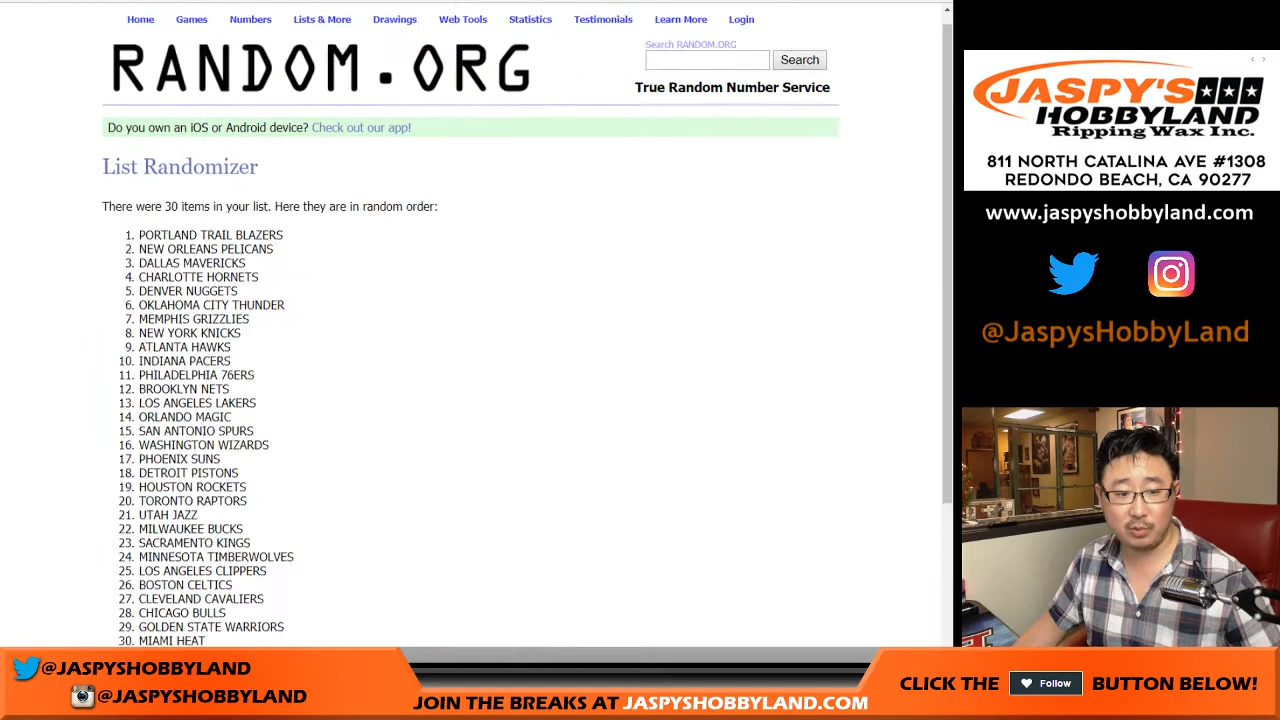 Home Games Numbers Lists & More Drawings Web Tools Statistics Testimonials Learn More Login
RANDOM.ORG
Search RANDOM.ORG
Search
True Random Number Service
Do you own an iOS or Android device? Check out our app!
List Randomizer
There were 30 items in your list. Here they are in random order:
1. PORTLAND TRAIL BLAZERS
2. NEW ORLEANS PELICANS
3. DALLAS MAVERICKS
4. CHARLOTTE HORNETS
5. DENVER NUGGETS
6. OKLAHOMA CITY THUNDER
7. MEMPHIS GRIZZLIES
8. NEW YORK KNICKS
9. ATLANTA HAWKS
10. INDIANA PACERS
11. PHILADELPHIA 76ERS
12. BROOKLYN NETS
13. LOS ANGELES LAKERS
14. ORLANDO MAGIC
15. SAN ANTONIO SPURS
16. WASHINGTON WIZARDS
17. PHOENIX SUNS
18. DETROIT PISTONS
19. HOUSTON ROCKETS
20. TORONTO RAPTORS
21. UTAH JAZZ
22. MILWAUKEE BUCKS
23. SACRAMENTO KINGS
24. MINNESOTA TIMBERWOLVES
25. LOS ANGELES CLIPPERS
26. BOSTON CELTICS
27. CLEVELAND CAVALIERS
28. CHICAGO BULLS
29. GOLDEN STATE WARRIORS
30. MIAMI HEAT
JASPY'S
HOBBYLAND
Ripping Wax Inc.
811 NORTH CATALINA AVE #1308
REDONDO BEACH, CA 90277
www.jaspyshobbyland.com
@JaspysHobbyLand
@JASPYSHOBBYLAND
@JASPYSHOBBYLAND
JOIN THE BREAKS AT JASPYSHOBBYLAND.COM
CLICK THE Follow BUTTON BELOW!